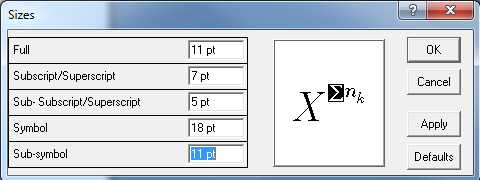 Sizes
Full 11 pt
Subscript/Superscript 7 pt
Sub- Subscript/Superscript 5 pt
Symbol 18 pt
Sub-symbol 11 pt
X Σ n k
OK
Cancel
Apply
Defaults